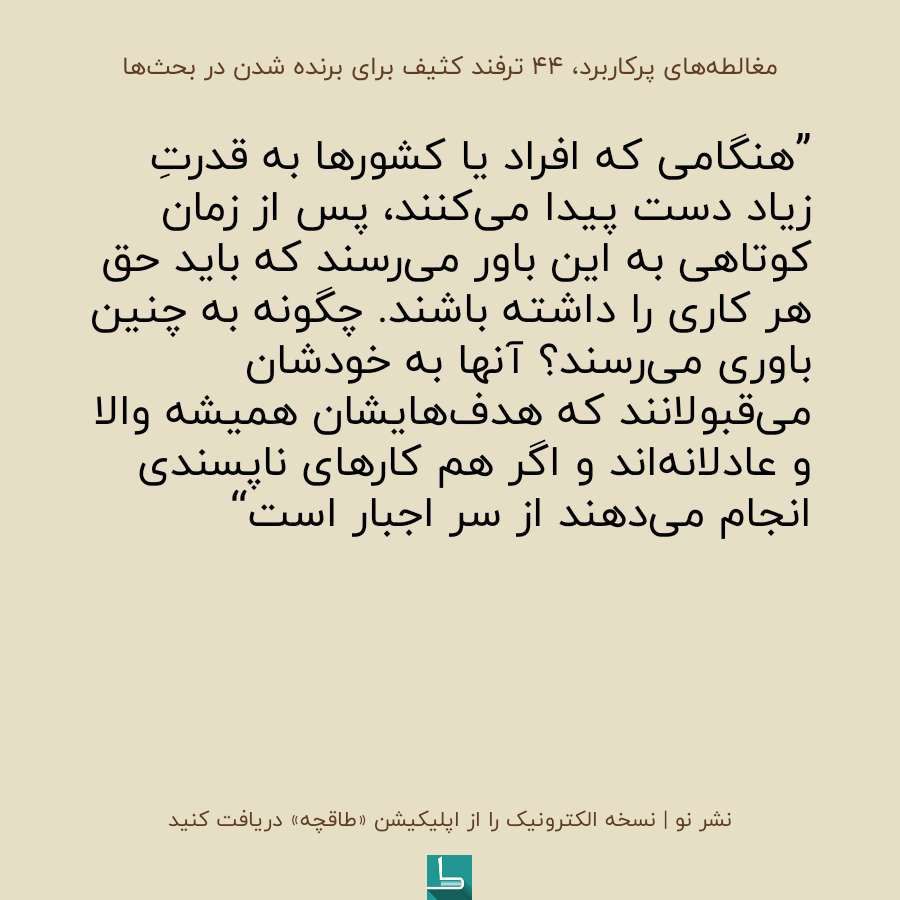 مغالطه‌های پرکاربرد، ۴۴ ترفند کثیف برای برنده شدن در بحث‌ها
”هنگامی که افراد یا کشورها به قدرتِ
زیاد دست پیدا می‌کنند، پس از زمان
کوتاهی به این باور می‌رسند که باید حق
هر کاری را داشته باشند. چگونه به چنین
باوری می‌رسند؟ آنها به خودشان
می‌قبولانند که هدف‌هایشان همیشه والا
و عادلانه‌اند و اگر هم کارهای ناپسندی
انجام می‌دهند از سر اجبار است“
نشر نو | نسخه الکترونیک را از اپلیکیشن «طاقچه» دریافت کنید